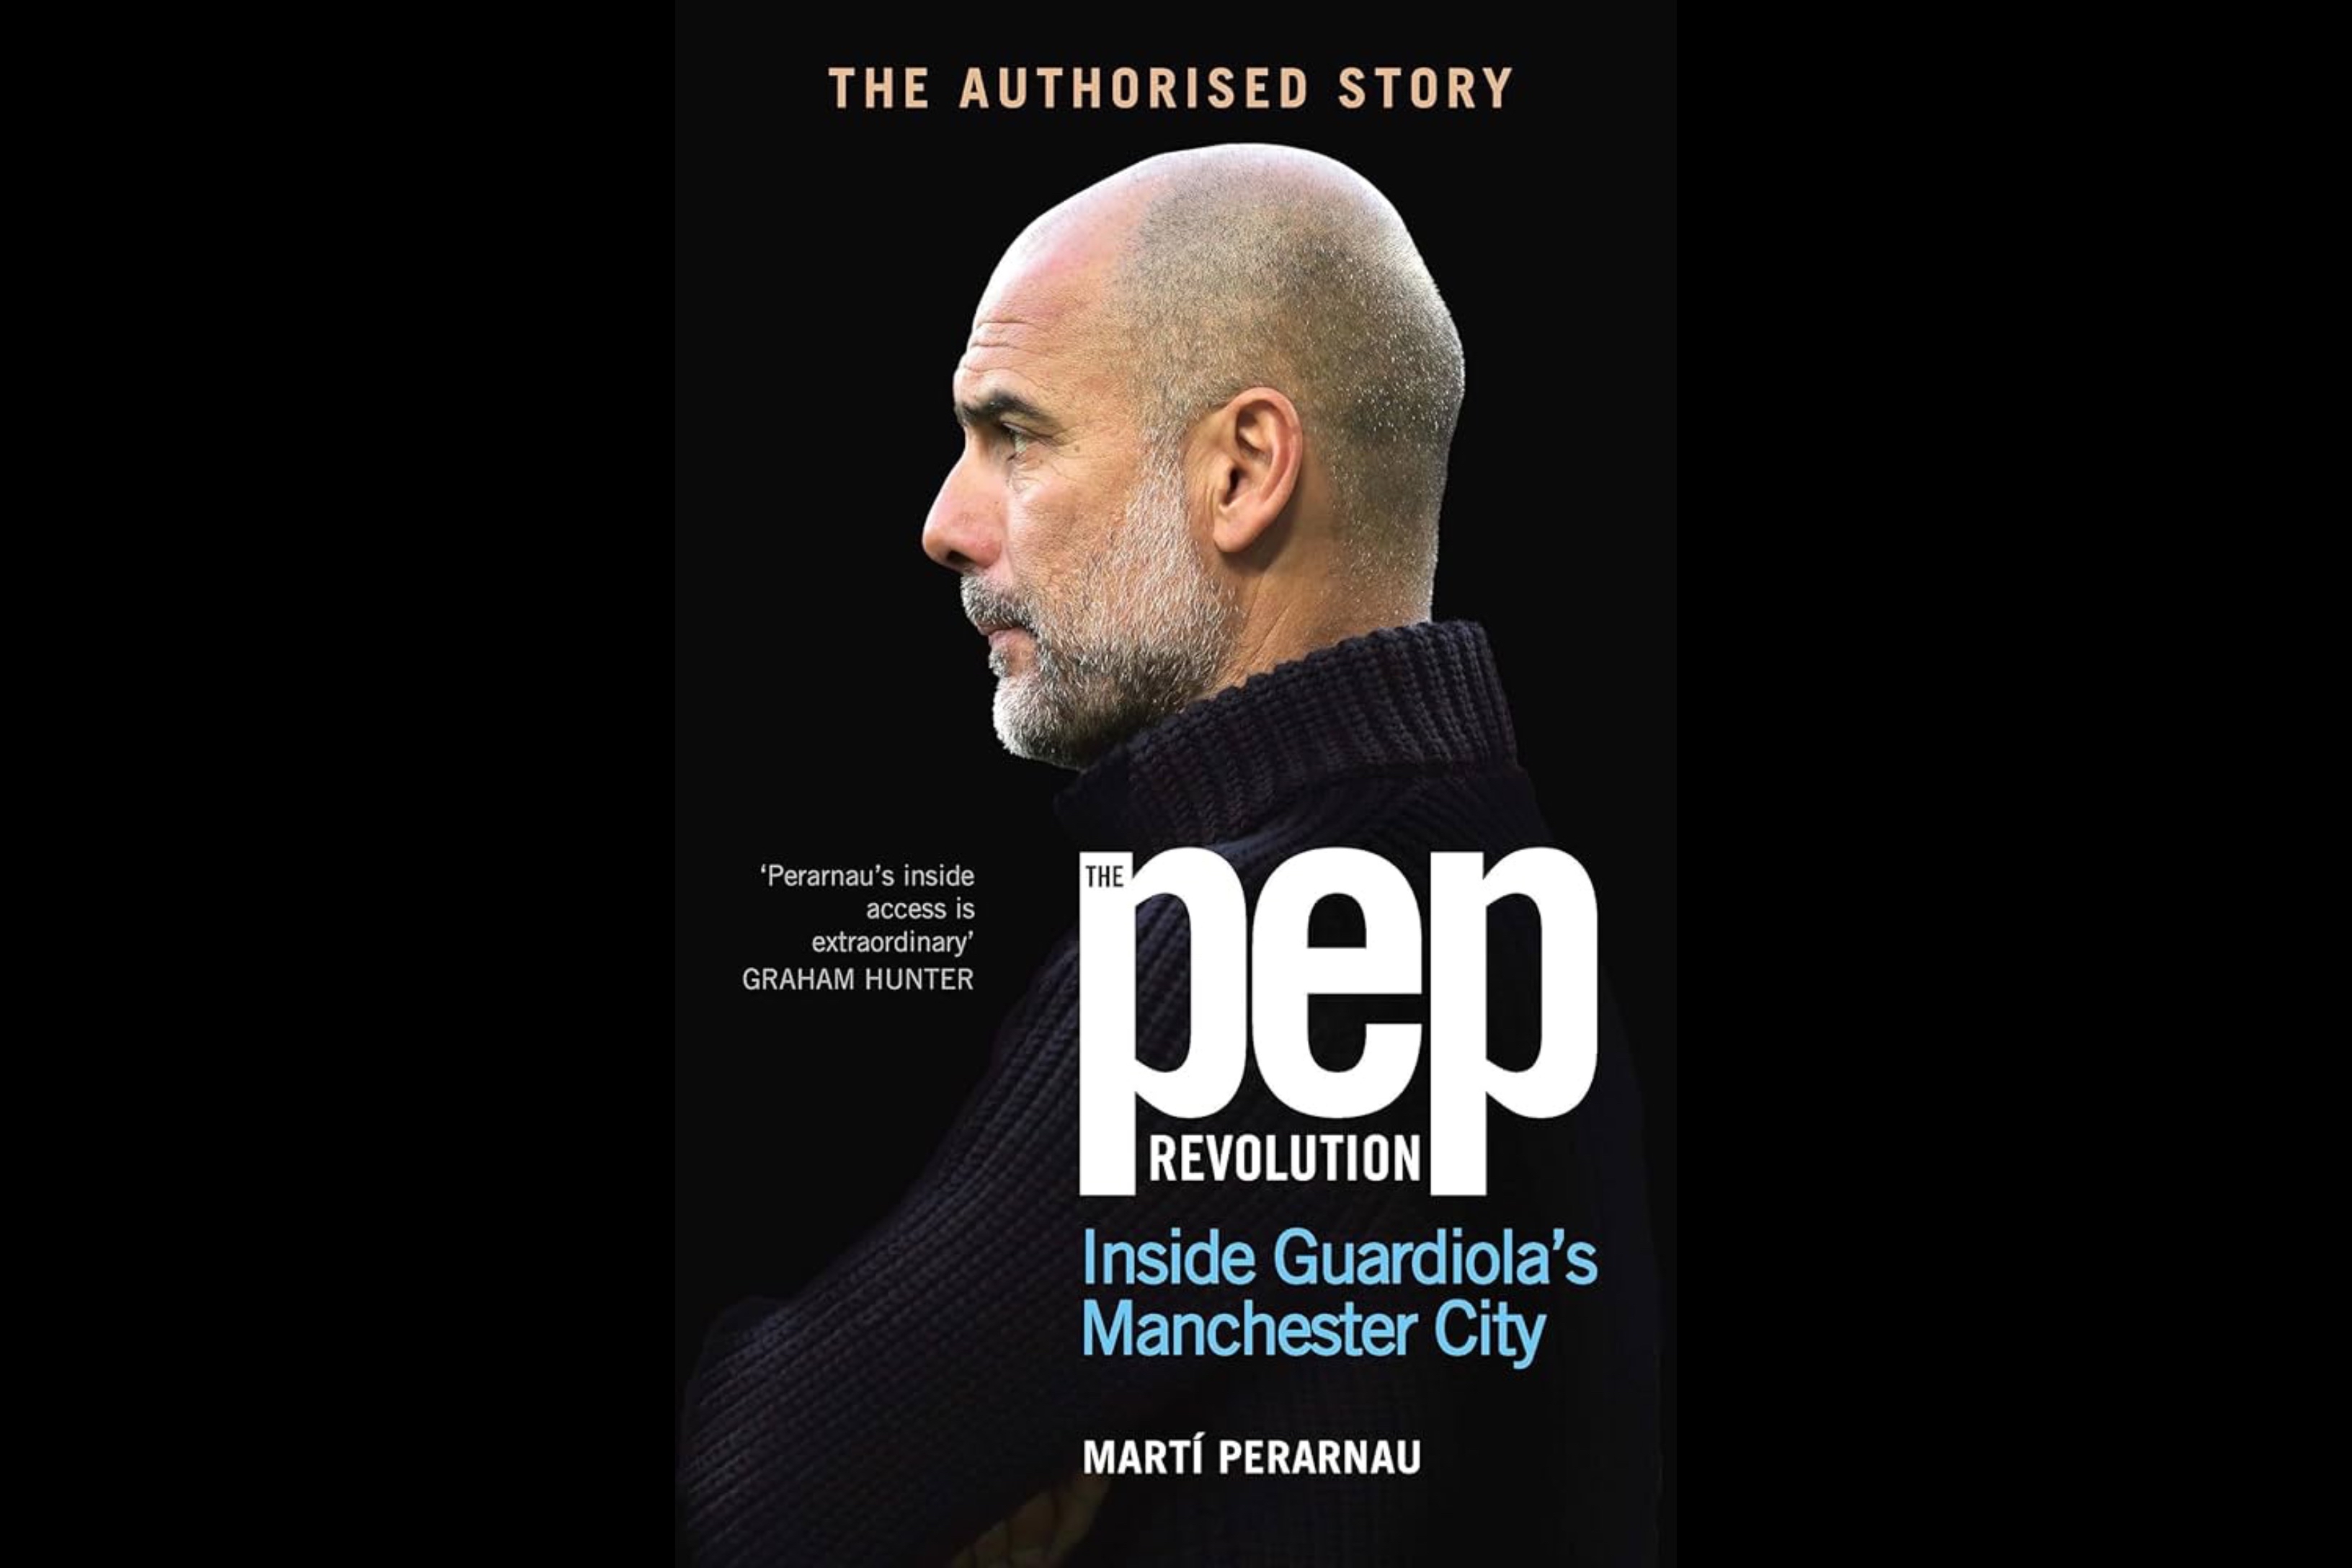 THE AUTHORISED STORY
‘Perarnau’s inside
access is
extraordinary’
GRAHAM HUNTER
THE
pep
REVOLUTION
Inside Guardiola’s
Manchester City
MARTÍ PERARNAU